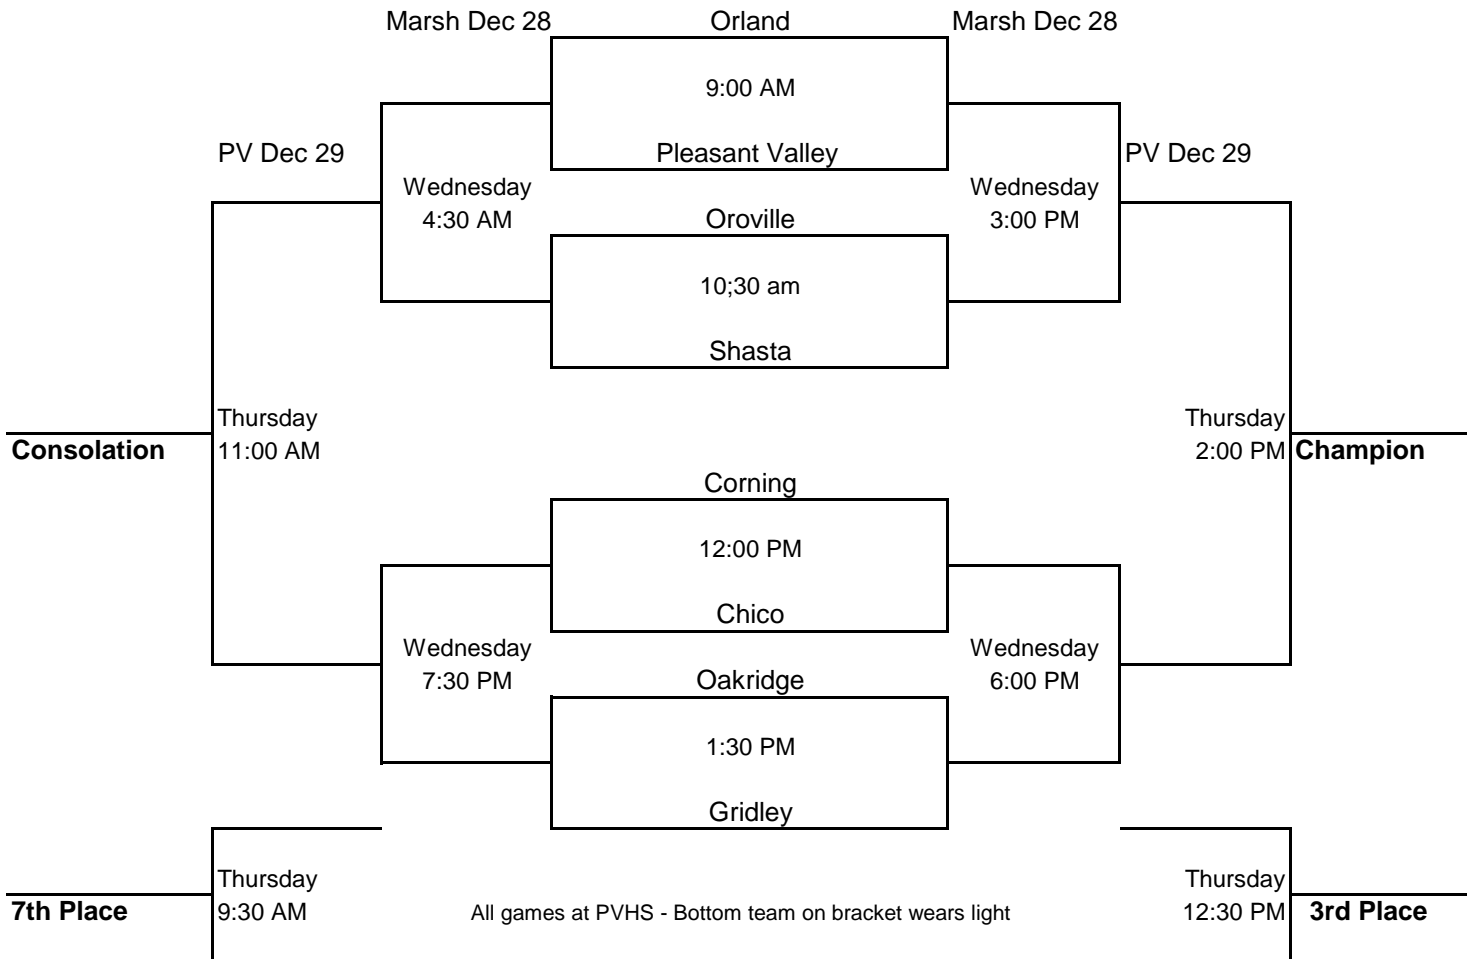 Marsh Dec 28
Orland
Marsh Dec 28
9:00 AM
PV Dec 29
Pleasant Valley
PV Dec 29
Wednesday
4:30 AM
Wednesday
3:00 PM
Oroville
10;30 am
Shasta
Thursday
11:00 AM
Consolation
Thursday
2:00 PM
Champion
Corning
12:00 PM
Chico
Wednesday
7:30 PM
Wednesday
6:00 PM
Oakridge
1:30 PM
Gridley
Thursday
9:30 AM
7th Place
All games at PVHS - Bottom team on bracket wears light
Thursday
12:30 PM
3rd Place